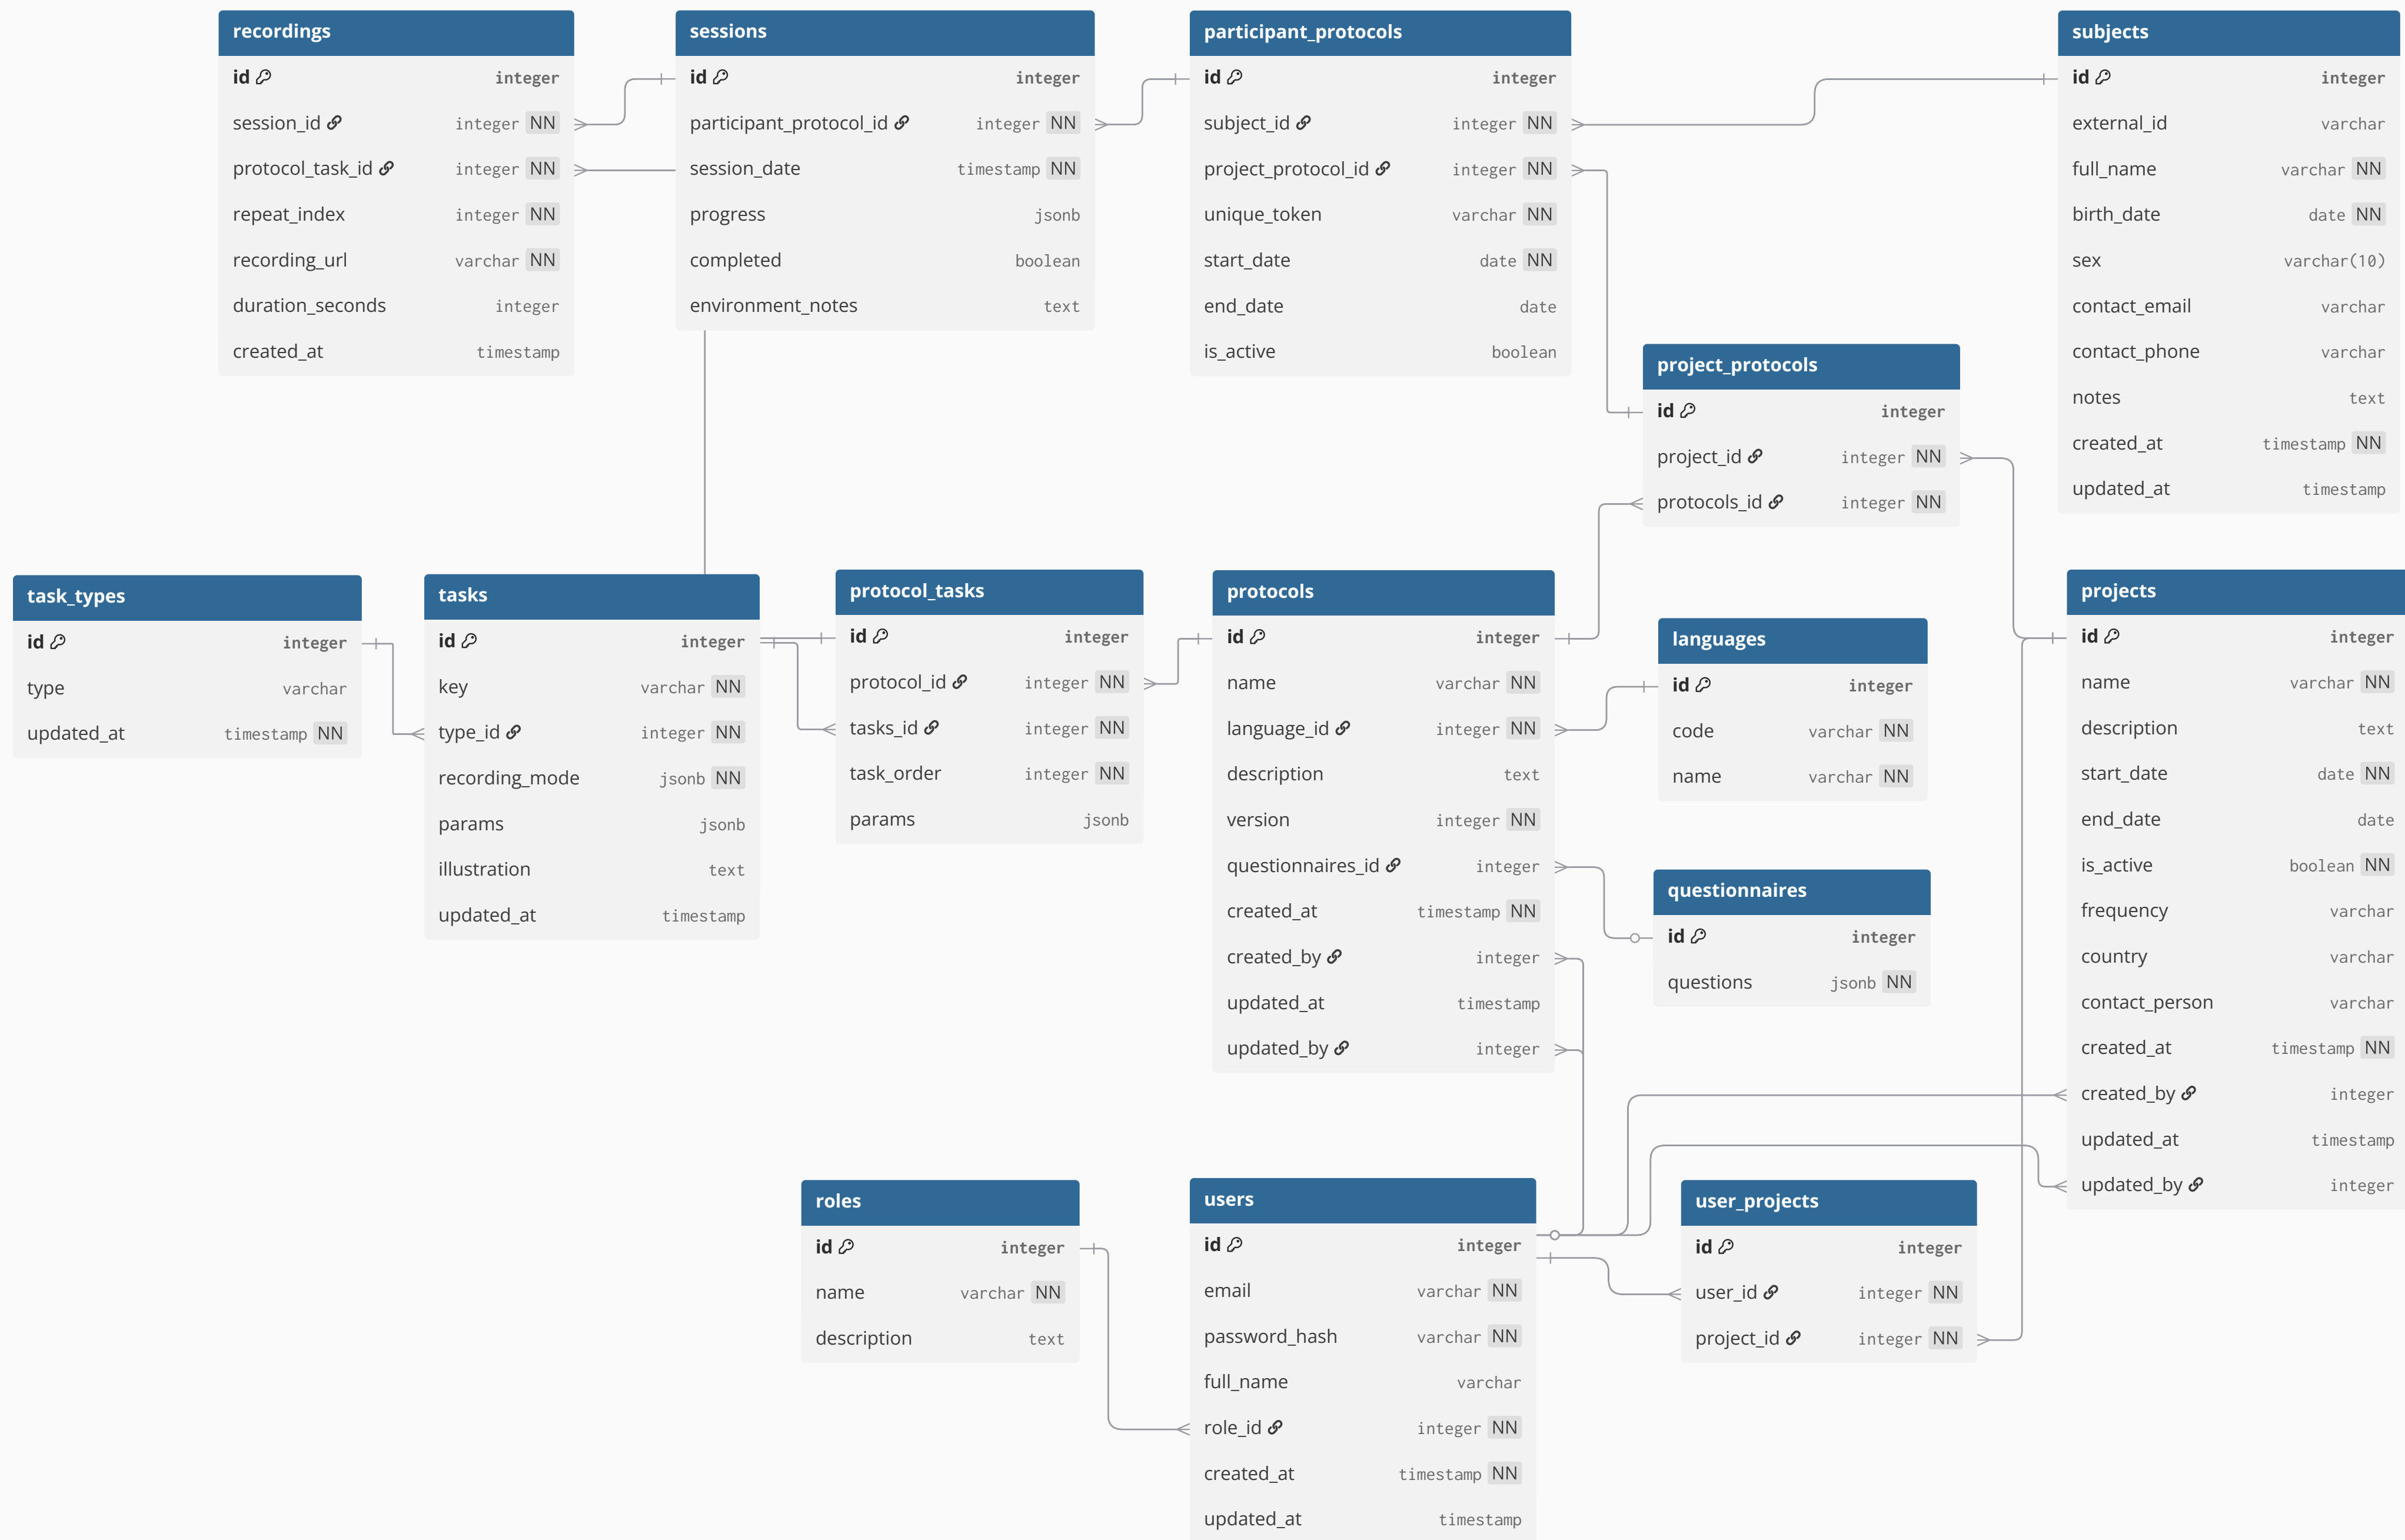 recordings
id integer
session_id integer NN
protocol_task_id integer NN
repeat_index integer NN
recording_url varchar NN
duration_seconds integer
created_at timestamp
sessions
id integer
participant_protocol_id integer NN
session_date timestamp NN
progress jsonb
completed boolean
environment_notes text
participant_protocols
id integer
subject_id integer NN
project_protocol_id integer NN
unique_token varchar NN
start_date date NN
end_date date
is_active boolean
subjects
id integer
external_id varchar
full_name varchar NN
birth_date date NN
sex varchar(10)
contact_email varchar
contact_phone varchar
notes text
created_at timestamp NN
updated_at timestamp
project_protocols
id integer
project_id integer NN
protocols_id integer NN
task_types
id integer
type varchar
updated_at timestamp NN
tasks
id integer
key varchar NN
type_id integer NN
recording_mode jsonb NN
params jsonb
illustration text
updated_at timestamp
protocol_tasks
id integer
protocol_id integer NN
tasks_id integer NN
task_order integer NN
params jsonb
protocols
id integer
name varchar NN
language_id integer NN
description text
version integer NN
questionnaires_id integer
created_at timestamp NN
created_by integer
updated_at timestamp
updated_by integer
languages
id integer
code varchar NN
name varchar NN
questionnaires
id integer
questions jsonb NN
projects
id integer
name varchar NN
description text
start_date date NN
end_date date
is_active boolean NN
frequency varchar
country varchar
contact_person varchar
created_at timestamp NN
created_by integer
updated_at timestamp
updated_by integer
roles
id integer
name varchar NN
description text
users
id integer
email varchar NN
password_hash varchar NN
full_name varchar
role_id integer NN
created_at timestamp NN
updated_at timestamp
user_projects
id integer
user_id integer NN
project_id integer NN